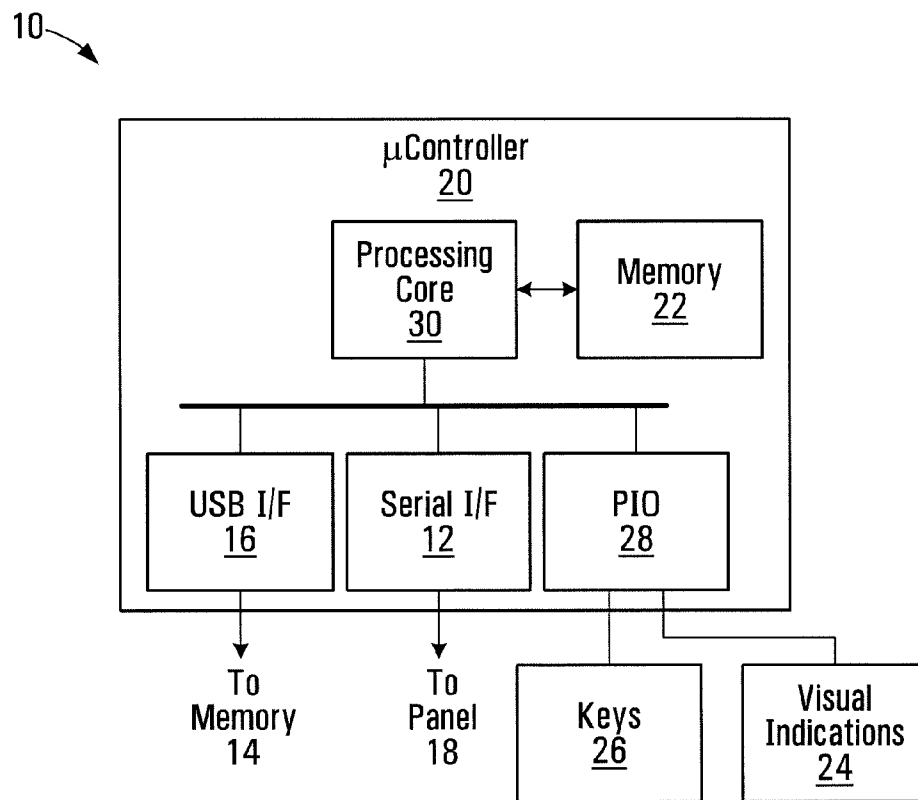 10
µController
20
Processing
Core
30
Memory
22
USB I/F
16
Serial I/F
12
PIO
28
To
Memory
14
To
Panel
18
Keys
26
Visual
Indications
24